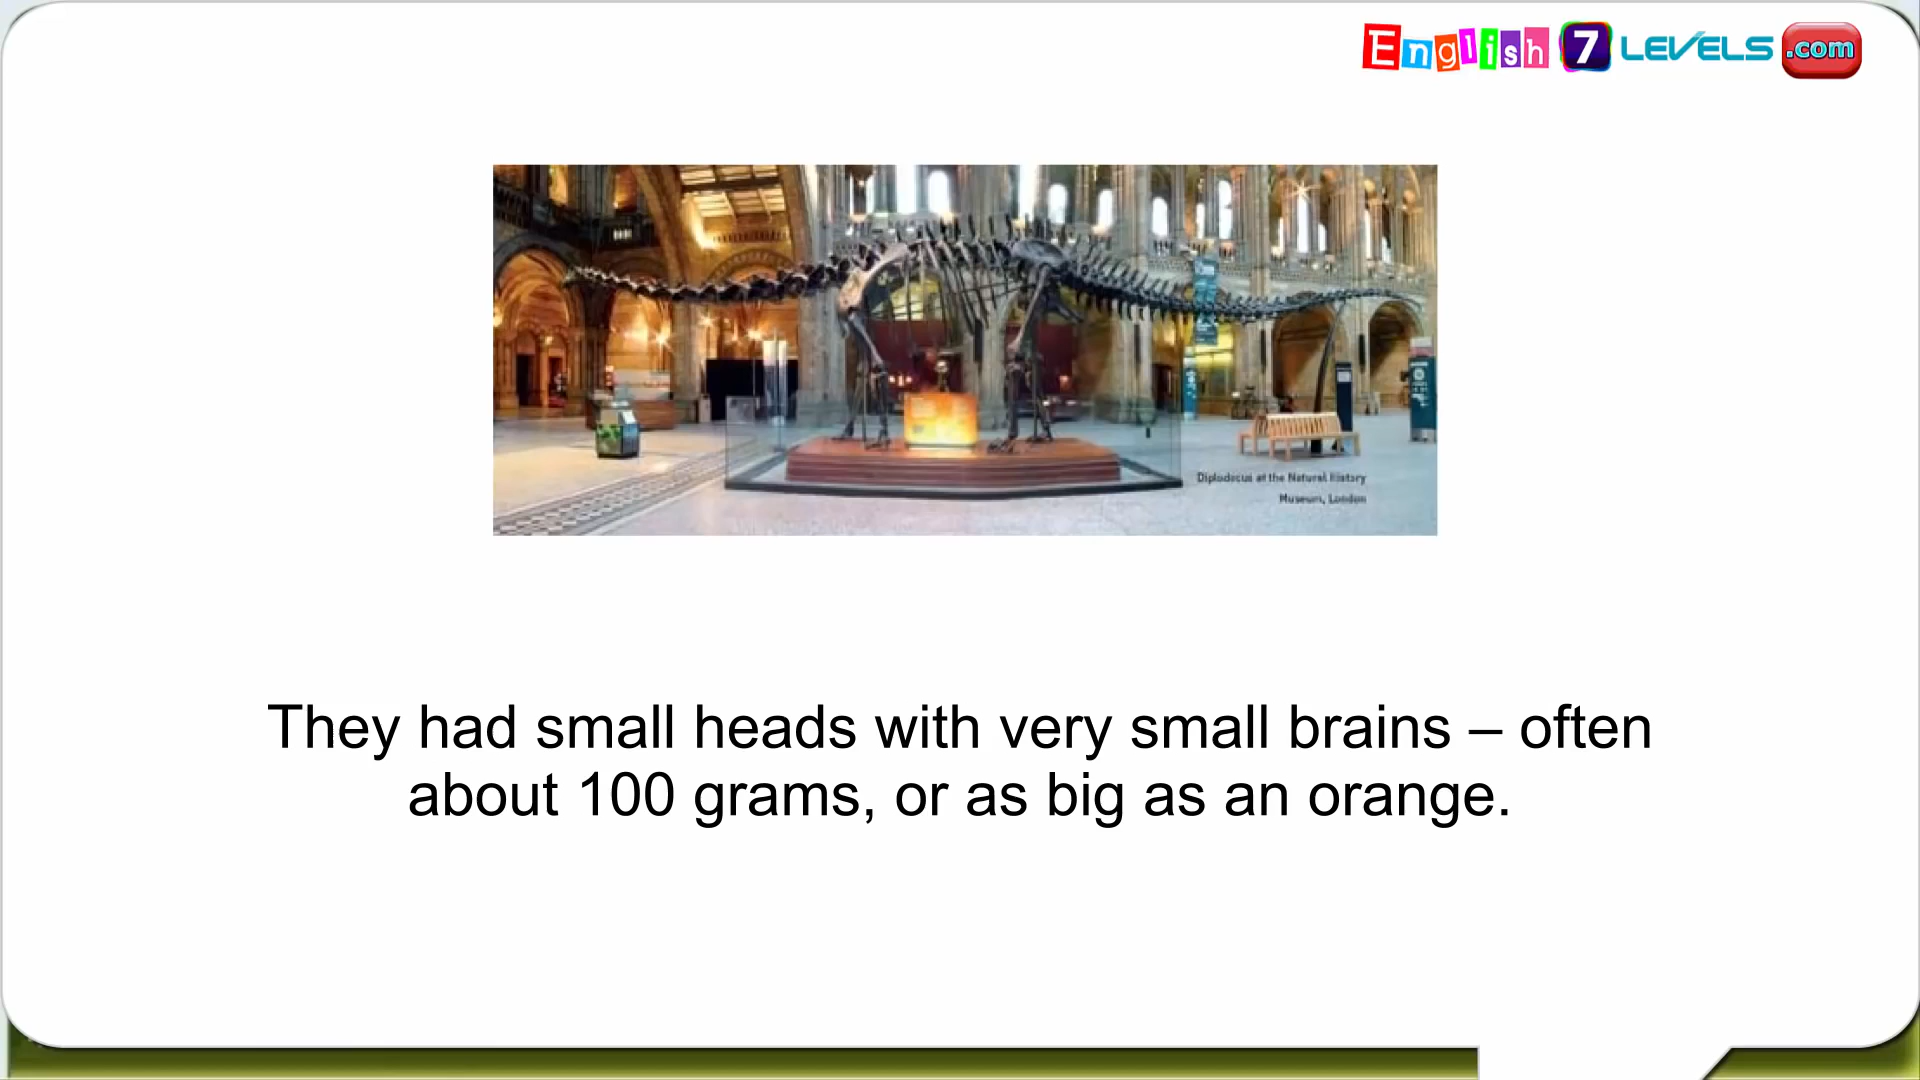 English 7 LEVELS .com
Diplodocus at the Natural History
Museum, London
They had small heads with very small brains – often
about 100 grams, or as big as an orange.